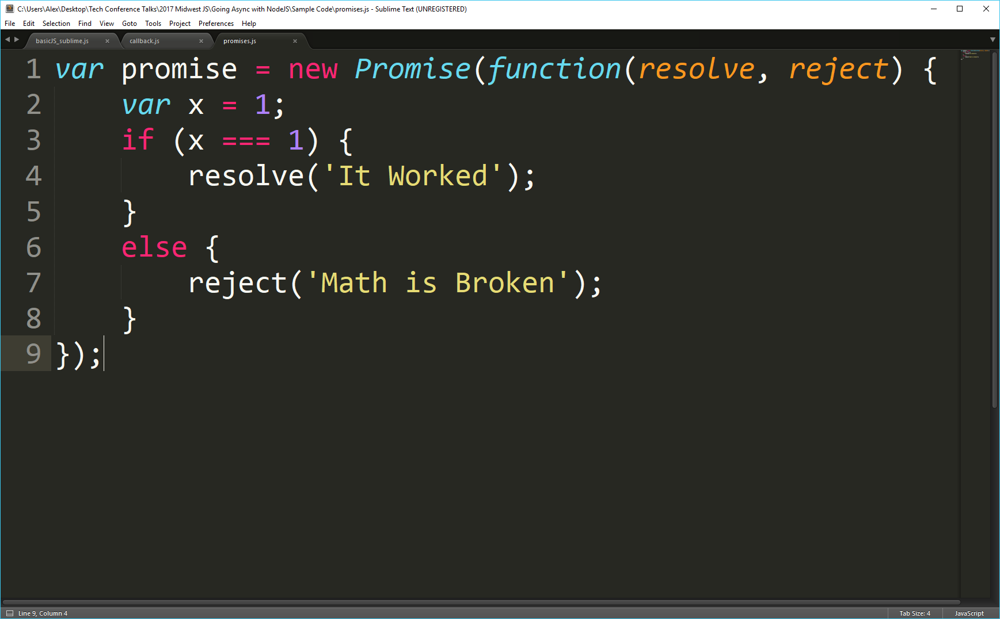 C:\Users\Alex\Desktop\Tech Conference Talks\2017 Midwest JS\Going Async with NodeJS\Sample Code\promises.js - Sublime Text (UNREGISTERED)
File Edit Selection Find View Goto Tools Project Preferences Help
basicJS_sublime.js × callback.js × promises.js ×
1 var promise = new Promise(function(resolve, reject) {
2     var x = 1;
3     if (x === 1) {
4         resolve('It Worked');
5     }
6     else {
7         reject('Math is Broken');
8     }
9 });
Line 9, Column 4 Tab Size: 4 JavaScript